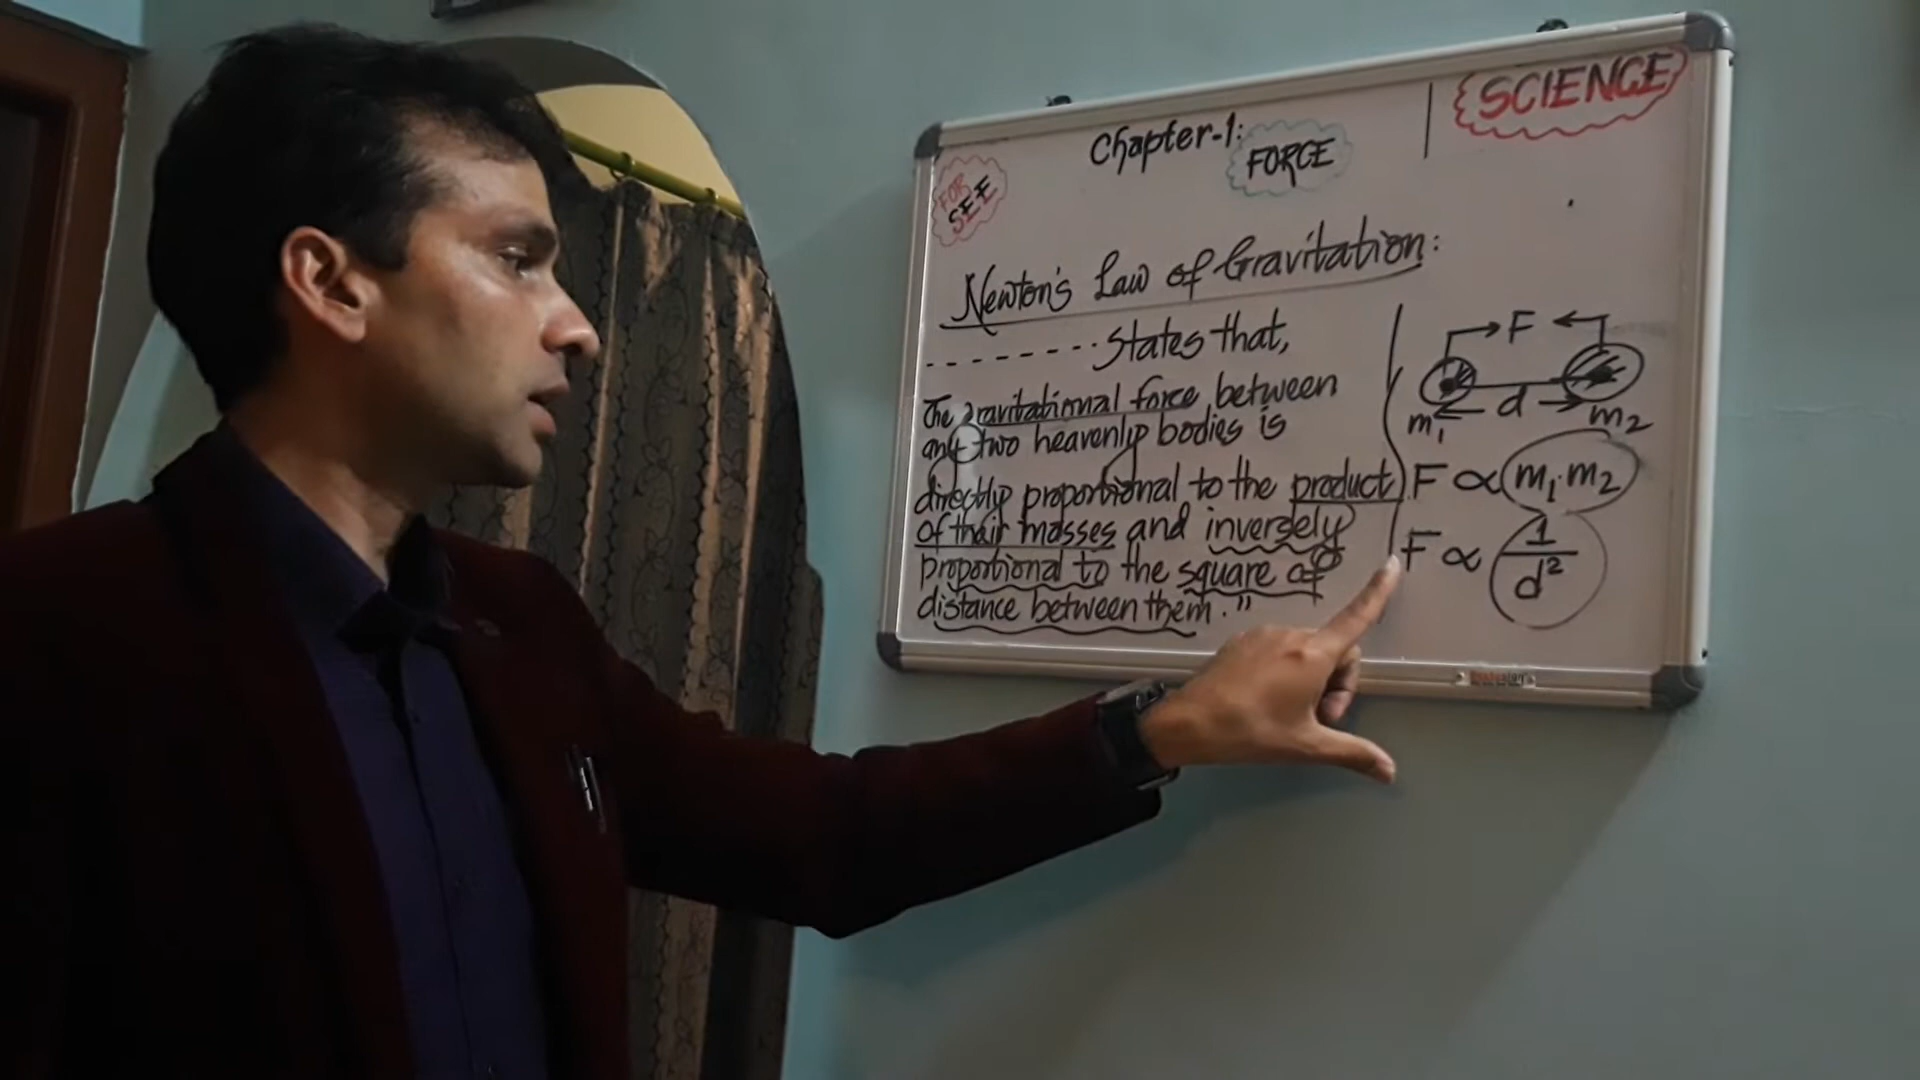 Chapter-1:
FORCE
SCIENCE
FOR
SEE
Newton's Law of Gravitation:
-------- States that,
The gravitational force between
any two heavenly bodies is
directly proportional to the product
of their masses and inversely
proportional to the square of
distance between them."
F
d
m₁ m₂
F ∝ m₁.m₂
F ∝ 1/d²